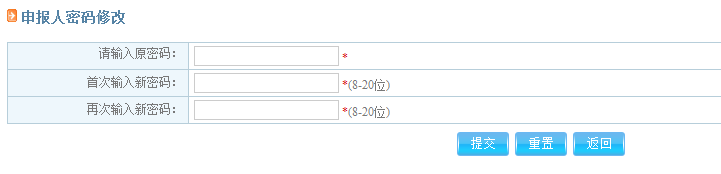 申报人密码修改
请输入原密码： *
首次输入新密码： *(8-20位)
再次输入新密码： *(8-20位)
提交 重置 返回